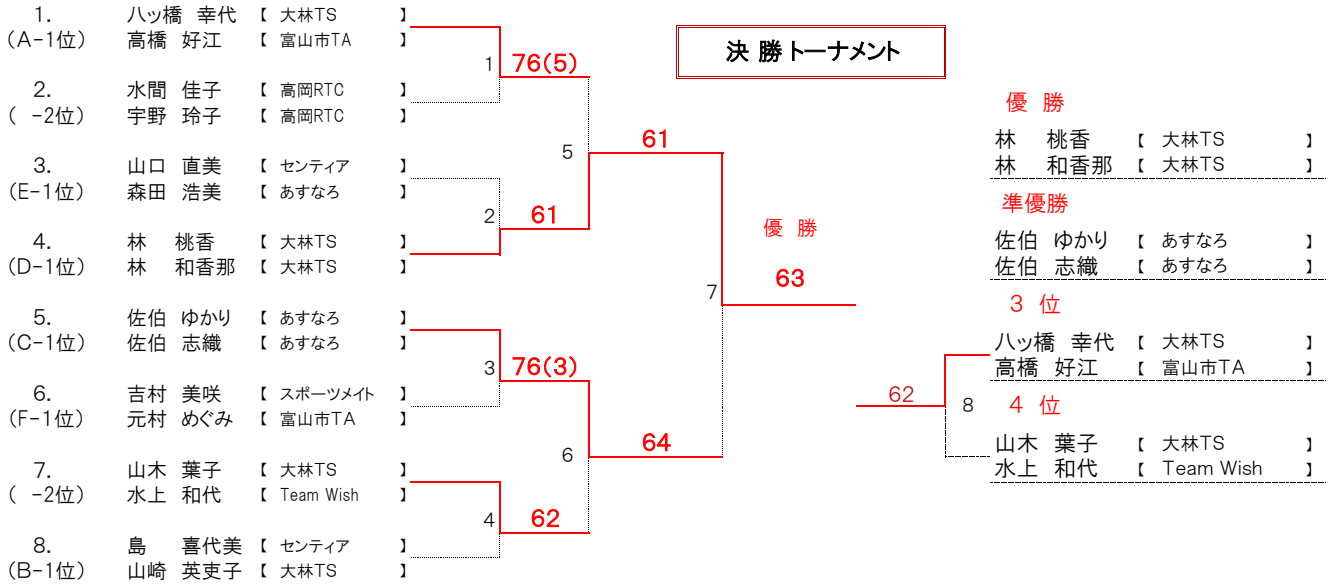 決 勝 トーナメント
1. 八ッ橋 幸代 【 大林TS 】
(A-1位) 高橋 好江 【 富山市TA 】
1 76(5)
2. 水間 佳子 【 高岡RTC 】
( -2位) 宇野 玲子 【 高岡RTC 】
5 61
3. 山口 直美 【 センティア 】
(E-1位) 森田 浩美 【 あすなろ 】
2 61
4. 林 桃香 【 大林TS 】
(D-1位) 林 和香那 【 大林TS 】
優 勝
7 63
5. 佐伯 ゆかり 【 あすなろ 】
(C-1位) 佐伯 志織 【 あすなろ 】
3 76(3)
6. 吉村 美咲 【 スポーツメイト 】
(F-1位) 元村 めぐみ 【 富山市TA 】
6 64
7. 山木 葉子 【 大林TS 】
( -2位) 水上 和代 【 Team Wish 】
4 62
8. 島 喜代美 【 センティア 】
(B-1位) 山崎 英吏子 【 大林TS 】
優 勝
林 桃香 【 大林TS 】
林 和香那 【 大林TS 】
準優勝
佐伯 ゆかり 【 あすなろ 】
佐伯 志織 【 あすなろ 】
3 位
八ッ橋 幸代 【 大林TS 】
高橋 好江 【 富山市TA 】
62 8
4 位
山木 葉子 【 大林TS 】
水上 和代 【 Team Wish 】